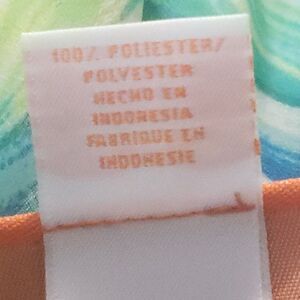 100% POLIESTER/
POLYESTER
HECHO EN
INDONESIA
FABRIQUE EN
INDONESIE